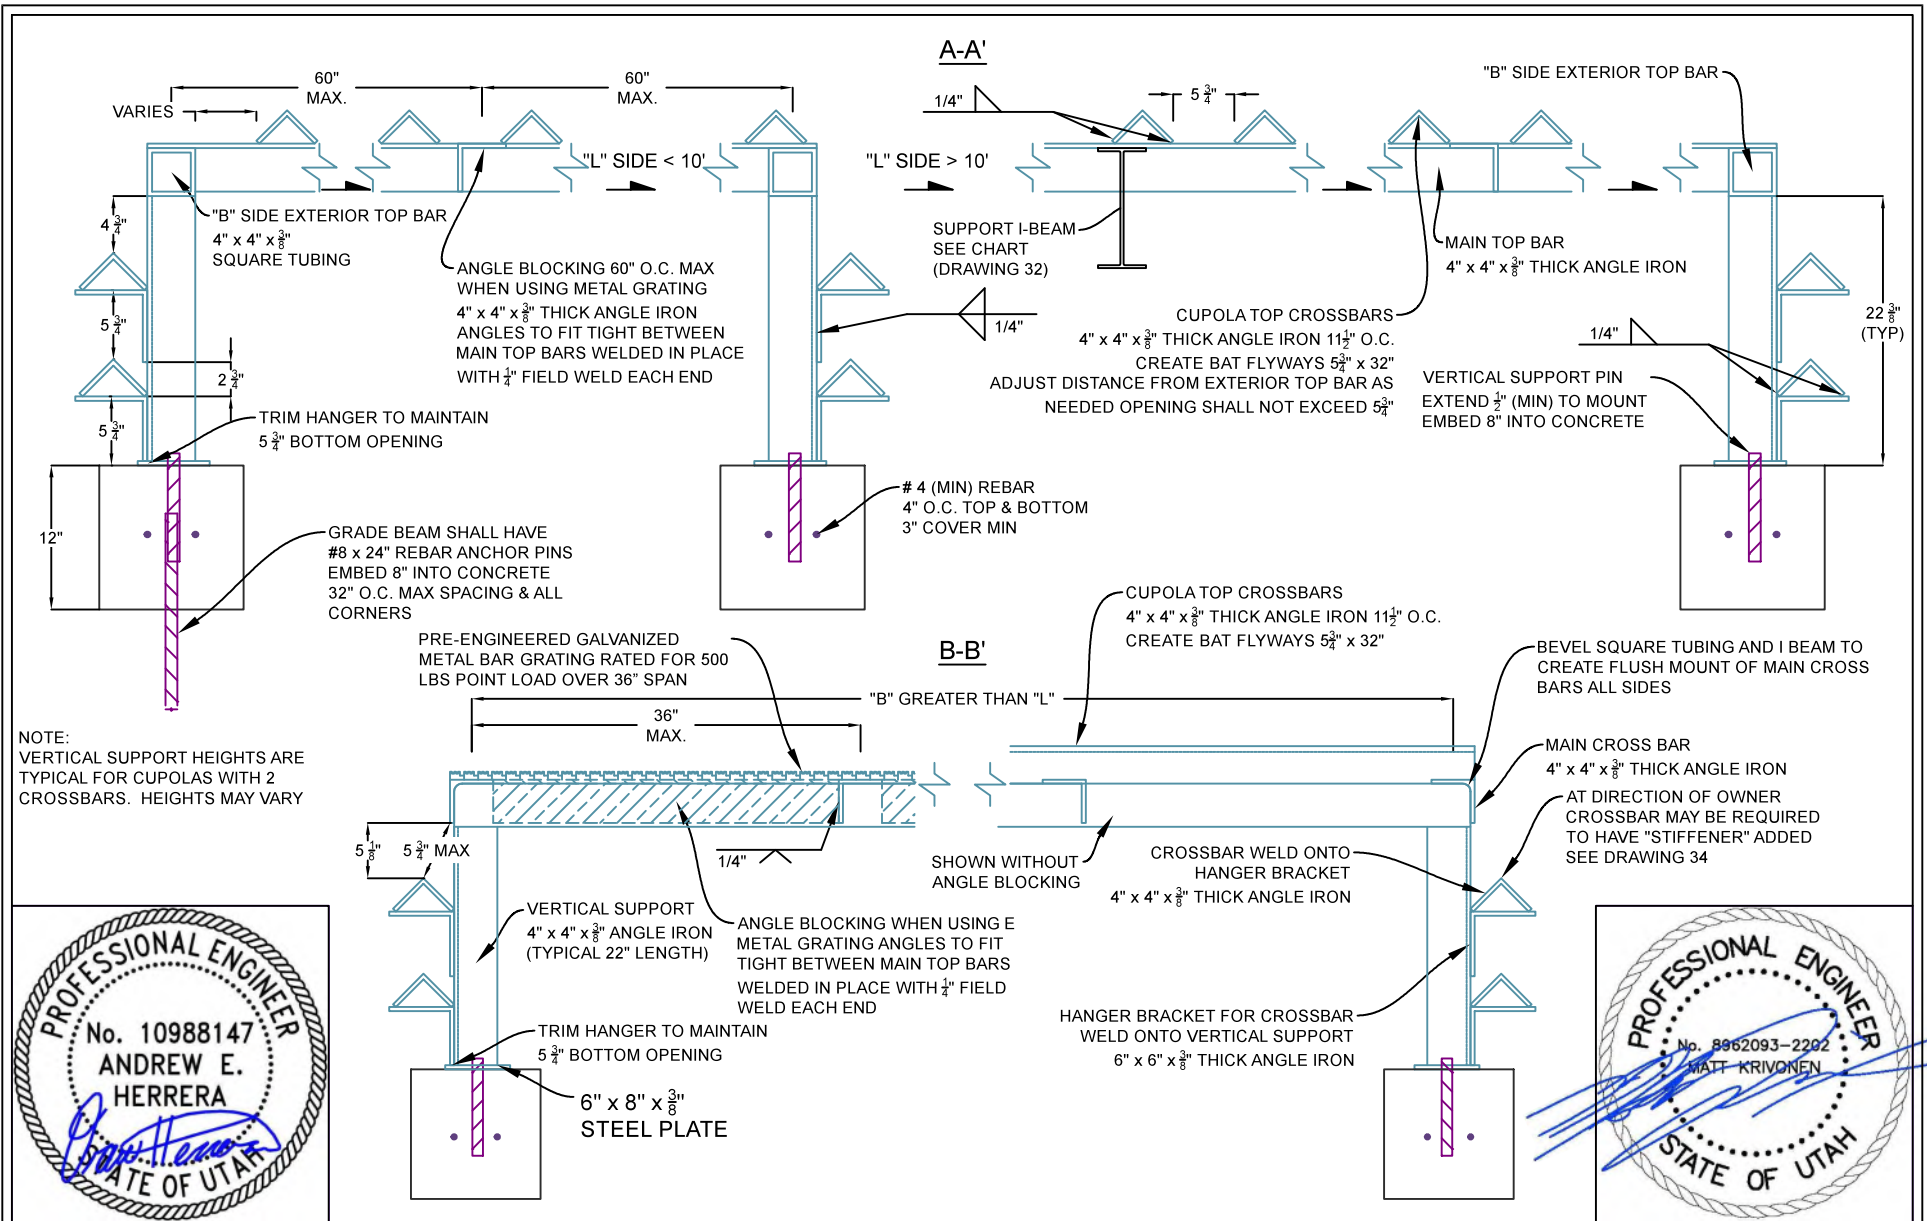 A-A'
60"
MAX.
60"
MAX.
VARIES
1/4"
5 3/4"
"B" SIDE EXTERIOR TOP BAR
"L" SIDE < 10'
"L" SIDE > 10'
4 3/4"
"B" SIDE EXTERIOR TOP BAR
4" x 4" x 3/8"
SQUARE TUBING
SUPPORT I-BEAM
SEE CHART
(DRAWING 32)
MAIN TOP BAR
4" x 4" x 3/8" THICK ANGLE IRON
ANGLE BLOCKING 60" O.C. MAX
WHEN USING METAL GRATING
4" x 4" x 3/8" THICK ANGLE IRON
ANGLES TO FIT TIGHT BETWEEN
MAIN TOP BARS WELDED IN PLACE
WITH 1/4" FIELD WELD EACH END
5 3/4"
1/4"
CUPOLA TOP CROSSBARS
4" x 4" x 3/8" THICK ANGLE IRON 11 1/2" O.C.
CREATE BAT FLYWAYS 5 3/4" x 32"
ADJUST DISTANCE FROM EXTERIOR TOP BAR AS
NEEDED OPENING SHALL NOT EXCEED 5 3/4"
1/4"
22 3/8"
(TYP)
VERTICAL SUPPORT PIN
EXTEND 1/2" (MIN) TO MOUNT
EMBED 8" INTO CONCRETE
2 3/4"
5 3/4"
TRIM HANGER TO MAINTAIN
5 3/4" BOTTOM OPENING
12"
# 4 (MIN) REBAR
4" O.C. TOP & BOTTOM
3" COVER MIN
GRADE BEAM SHALL HAVE
#8 x 24" REBAR ANCHOR PINS
EMBED 8" INTO CONCRETE
32" O.C. MAX SPACING & ALL
CORNERS
B-B'
PRE-ENGINEERED GALVANIZED
METAL BAR GRATING RATED FOR 500
LBS POINT LOAD OVER 36” SPAN
CUPOLA TOP CROSSBARS
4" x 4" x 3/8" THICK ANGLE IRON 11 1/2" O.C.
CREATE BAT FLYWAYS 5 3/4" x 32"
BEVEL SQUARE TUBING AND I BEAM TO
CREATE FLUSH MOUNT OF MAIN CROSS
BARS ALL SIDES
"B" GREATER THAN "L"
36"
MAX.
NOTE:
VERTICAL SUPPORT HEIGHTS ARE
TYPICAL FOR CUPOLAS WITH 2
CROSSBARS. HEIGHTS MAY VARY
MAIN CROSS BAR
4" x 4" x 3/8" THICK ANGLE IRON
AT DIRECTION OF OWNER
CROSSBAR MAY BE REQUIRED
TO HAVE "STIFFENER" ADDED
SEE DRAWING 34
5 1/8"
5 3/4" MAX
1/4"
SHOWN WITHOUT
ANGLE BLOCKING
CROSSBAR WELD ONTO
HANGER BRACKET
4" x 4" x 3/8" THICK ANGLE IRON
VERTICAL SUPPORT
4" x 4" x 3/8" ANGLE IRON
(TYPICAL 22" LENGTH)
ANGLE BLOCKING WHEN USING E
METAL GRATING ANGLES TO FIT
TIGHT BETWEEN MAIN TOP BARS
WELDED IN PLACE WITH 1/4" FIELD
WELD EACH END
HANGER BRACKET FOR CROSSBAR
WELD ONTO VERTICAL SUPPORT
6" x 6" x 3/8" THICK ANGLE IRON
TRIM HANGER TO MAINTAIN
5 3/4" BOTTOM OPENING
6" x 8" x 3/8"
STEEL PLATE
PROFESSIONAL ENGINEER
No. 10988147
ANDREW E.
HERRERA
STATE OF UTAH
PROFESSIONAL ENGINEER
No. 8962093-2202
MATT KRIVONEN
STATE OF UTAH